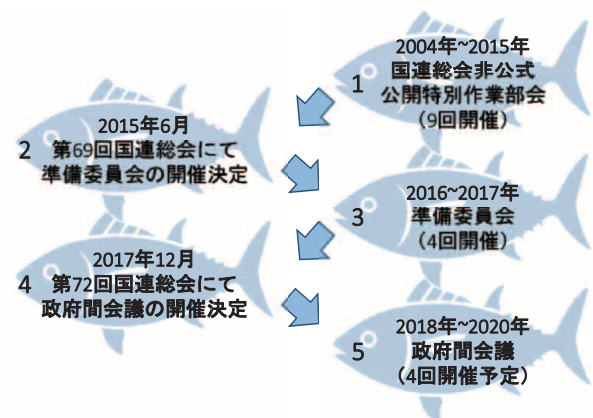 1
2004年~2015年
国連総会非公式
公開特別作業部会
（9回開催）
2
2015年6月
第69回国連総会にて
準備委員会の開催決定
3
2016~2017年
準備委員会
（4回開催）
4
2017年12月
第72回国連総会にて
政府間会議の開催決定
5
2018年~2020年
政府間会議
（4回開催予定）